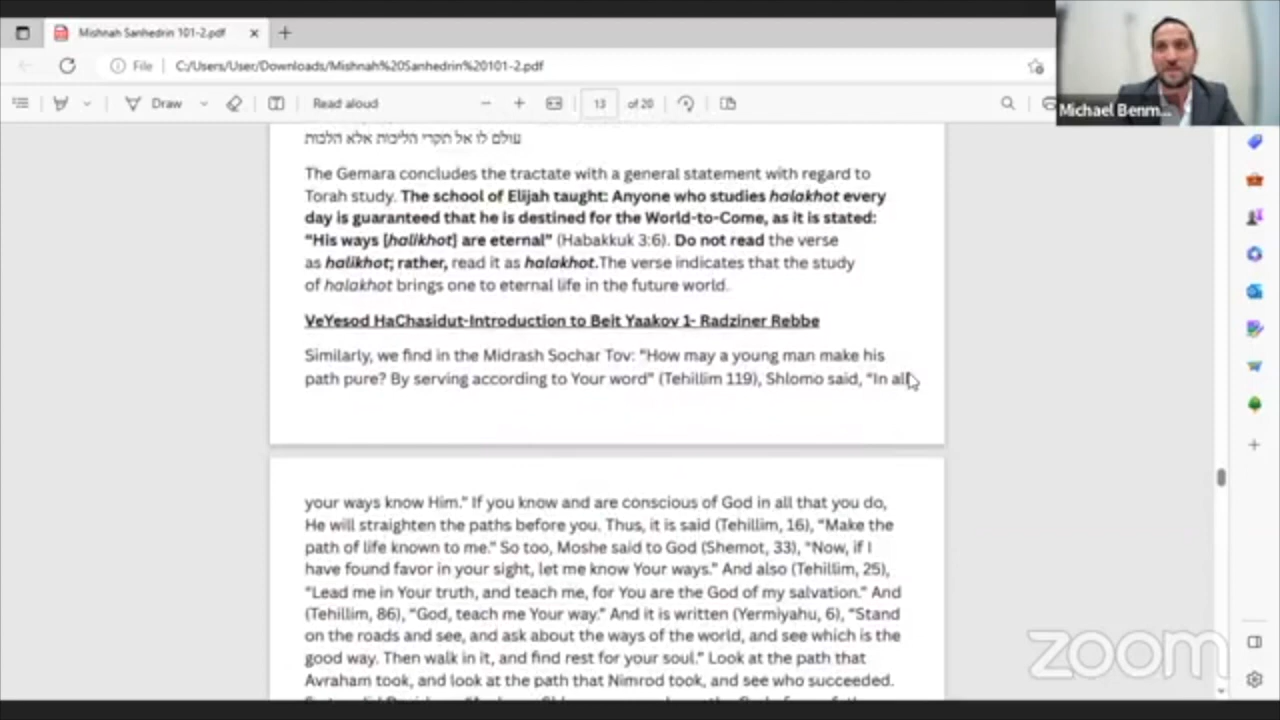 Mishnah Sanhedrin 101-2.pdf
File
C:/Users/User/Downloads/Mishnah%20Sanhedrin%20101-2.pdf
Draw
Read aloud
13 of 20
Michael Benm...
עולם לו אל תקרי הליכות אלא הלכות
The Gemara concludes the tractate with a general statement with regard to
Torah study. The school of Elijah taught: Anyone who studies halakhot every
day is guaranteed that he is destined for the World-to-Come, as it is stated:
“His ways [halikhot] are eternal” (Habakkuk 3:6). Do not read the verse
as halikhot; rather, read it as halakhot.The verse indicates that the study
of halakhot brings one to eternal life in the future world.
VeYesod HaChasidut-Introduction to Beit Yaakov 1- Radziner Rebbe
Similarly, we find in the Midrash Sochar Tov: “How may a young man make his
path pure? By serving according to Your word” (Tehillim 119), Shlomo said, “In all
your ways know Him.” If you know and are conscious of God in all that you do,
He will straighten the paths before you. Thus, it is said (Tehillim, 16), “Make the
path of life known to me.” So too, Moshe said to God (Shemot, 33), “Now, if I
have found favor in your sight, let me know Your ways.” And also (Tehillim, 25),
“Lead me in Your truth, and teach me, for You are the God of my salvation.” And
(Tehillim, 86), “God, teach me Your way.” And it is written (Yermiyahu, 6), “Stand
on the roads and see, and ask about the ways of the world, and see which is the
good way. Then walk in it, and find rest for your soul.” Look at the path that
Avraham took, and look at the path that Nimrod took, and see who succeeded.
zoom